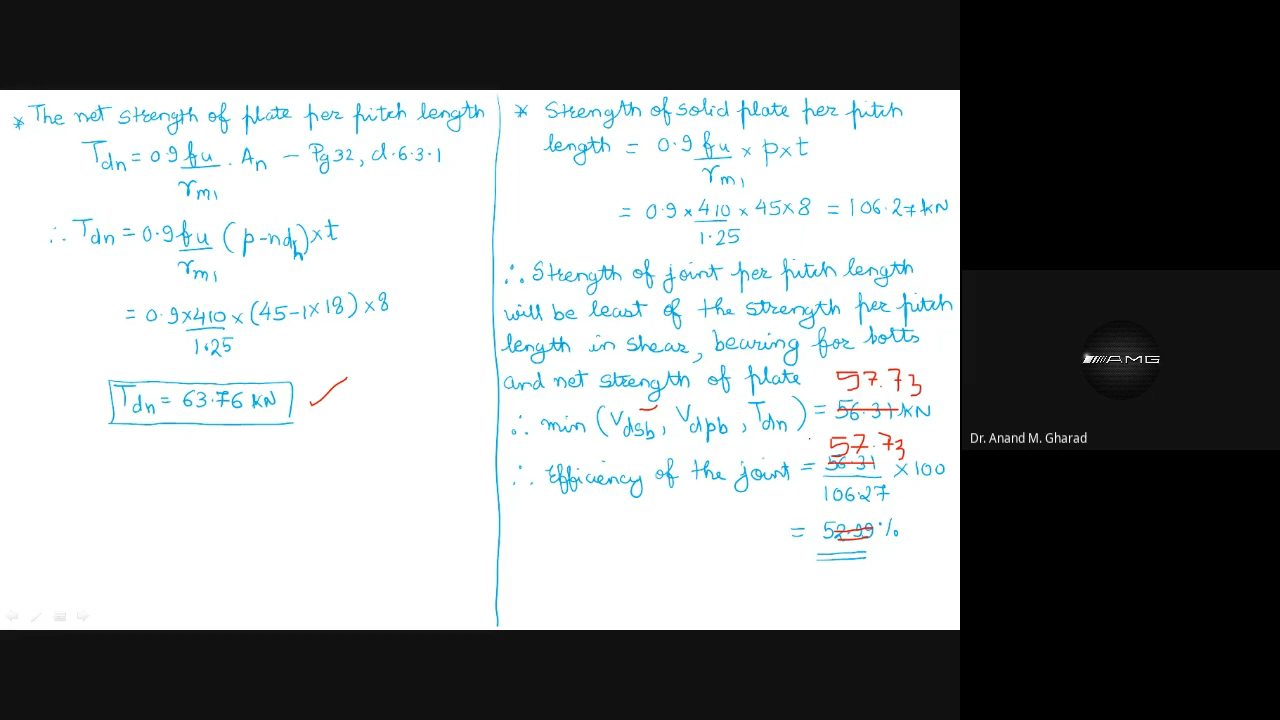 * The net strength of plate per pitch length
Tdn = 0.9 fu / γm1 . An – Pg 32, cl. 6.3.1
∴ Tdn = 0.9 fu / γm1 (p - ndh) × t
= 0.9 × 410 / 1.25 × (45 - 1 × 18) × 8
Tdn = 63.76 kN ✓
* Strength of solid plate per pitch
length = 0.9 fu / γm1 × p × t
= 0.9 × 410 / 1.25 × 45 × 8 = 106.27 kN
∴ Strength of joint per pitch length
will be least of the strength per pitch
length in shear, bearing for bolts
and net strength of plate
57.73
∴ min (Vdsb, Vdpb, Tdn) = 56.31 kN
57.73
∴ Efficiency of the joint = 56.31 / 106.27 × 100
= 52.99 %
AMG
Dr. Anand M. Gharad